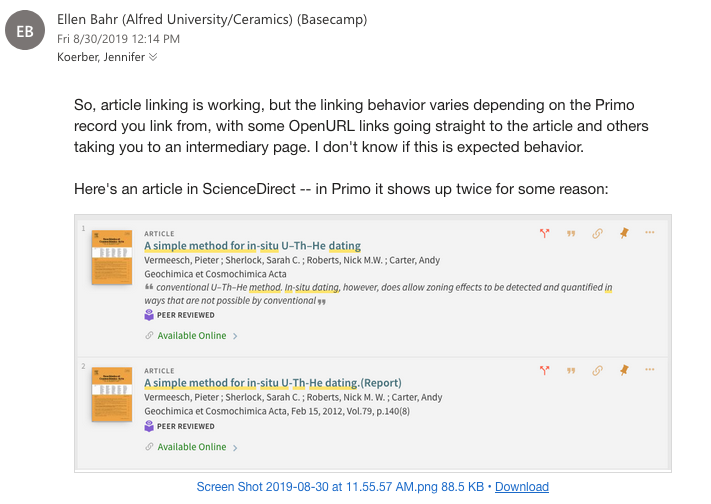 EB
Ellen Bahr (Alfred University/Ceramics) (Basecamp)
Fri 8/30/2019 12:14 PM
Koerber, Jennifer
So, article linking is working, but the linking behavior varies depending on the Primo
record you link from, with some OpenURL links going straight to the article and others
taking you to an intermediary page. I don't know if this is expected behavior.
Here's an article in ScienceDirect -- in Primo it shows up twice for some reason:
1
ARTICLE
A simple method for in-situ U–Th–He dating
Vermeesch, Pieter ; Sherlock, Sarah C. ; Roberts, Nick M.W. ; Carter, Andy
Geochimica et Cosmochimica Acta
❝ conventional U–Th–He method. In-situ dating, however, does allow zoning effects to be detected and quantified in
ways that are not possible by conventional ❞
PEER REVIEWED
Available Online >
2
ARTICLE
A simple method for in-situ U-Th-He dating.(Report)
Vermeesch, Pieter ; Sherlock, Sarah C. ; Roberts, Nick M. W. ; Carter, Andy
Geochimica et Cosmochimica Acta, Feb 15, 2012, Vol.79, p.140(8)
PEER REVIEWED
Available Online >
Screen Shot 2019-08-30 at 11.55.57 AM.png 88.5 KB • Download